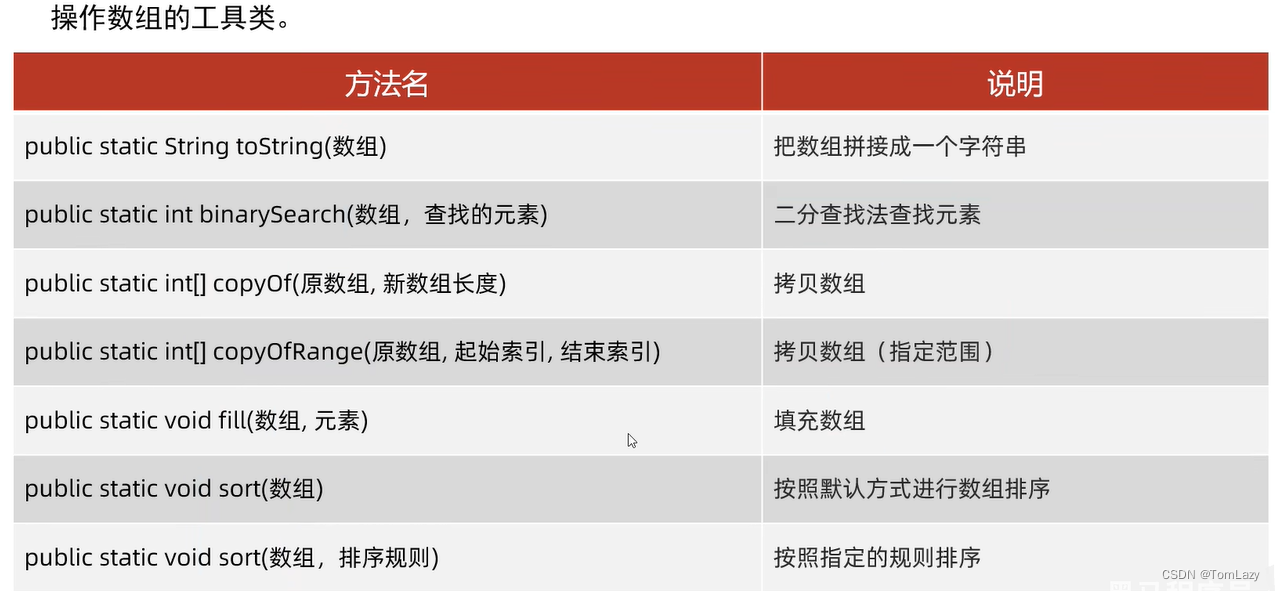 操作数组的工具类。
方法名 说明
public static String toString(数组) 把数组拼接成一个字符串
public static int binarySearch(数组，查找的元素) 二分查找法查找元素
public static int[] copyOf(原数组, 新数组长度) 拷贝数组
public static int[] copyOfRange(原数组, 起始索引, 结束索引) 拷贝数组（指定范围）
public static void fill(数组, 元素) 填充数组
public static void sort(数组) 按照默认方式进行数组排序
public static void sort(数组，排序规则) 按照指定的规则排序
CSDN @TomLazy